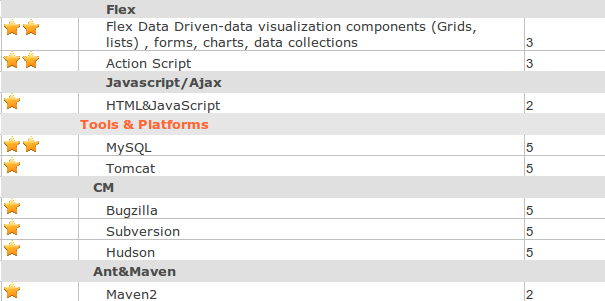 Flex
Flex Data Driven-data visualization components (Grids,
lists) , forms, charts, data collections 3
Action Script 3
Javascript/Ajax
HTML&JavaScript 2
Tools & Platforms
MySQL 5
Tomcat 5
CM
Bugzilla 5
Subversion 5
Hudson 5
Ant&Maven
Maven2 2